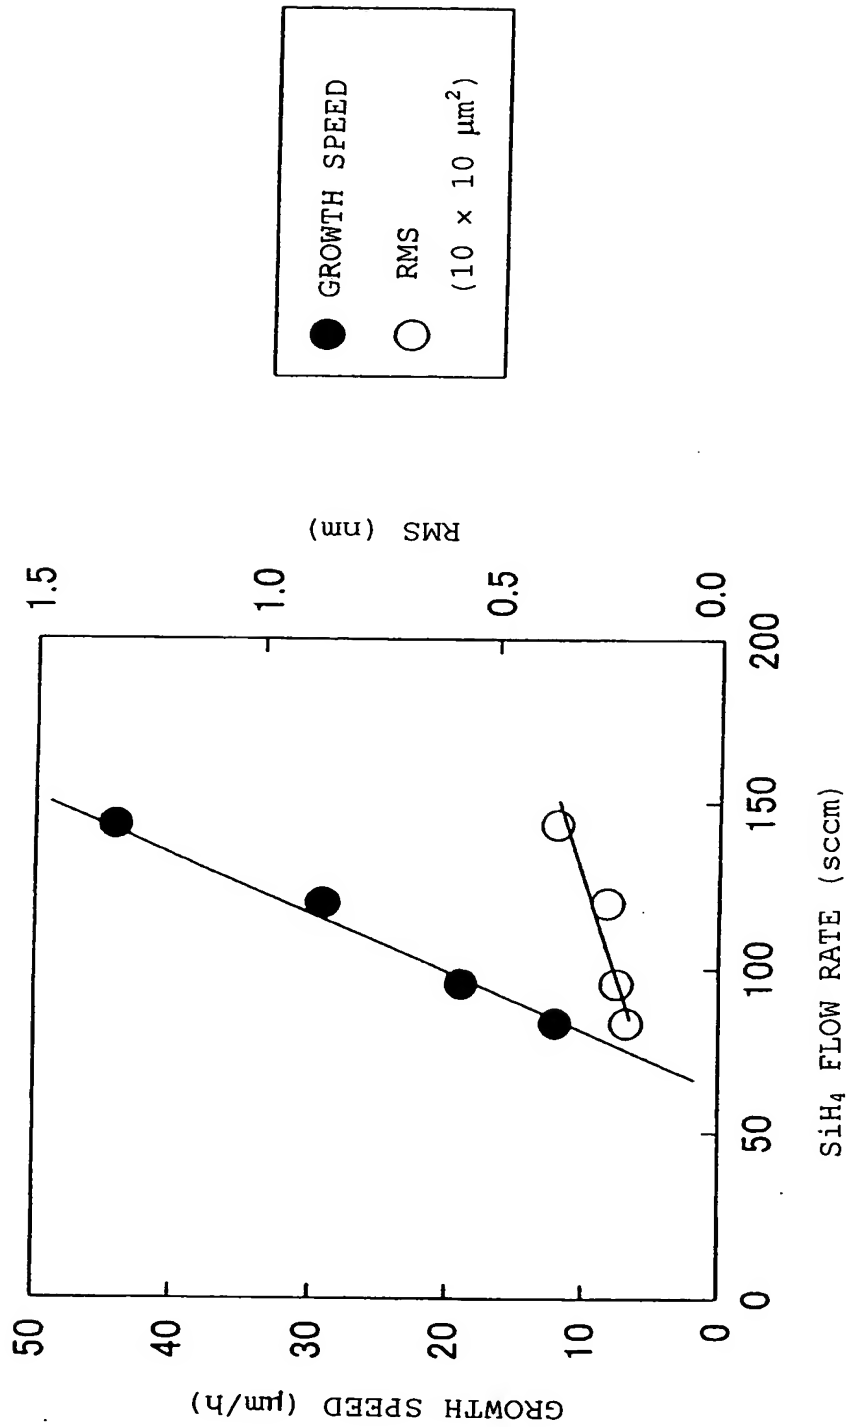 GROWTH SPEED (µm/h)
50
40
30
20
10
0
0
50
100
150
200
SiH₄ FLOW RATE (sccm)
1.5
1.0
0.5
0.0
RMS (nm)
GROWTH SPEED
RMS
(10 × 10 µm²)